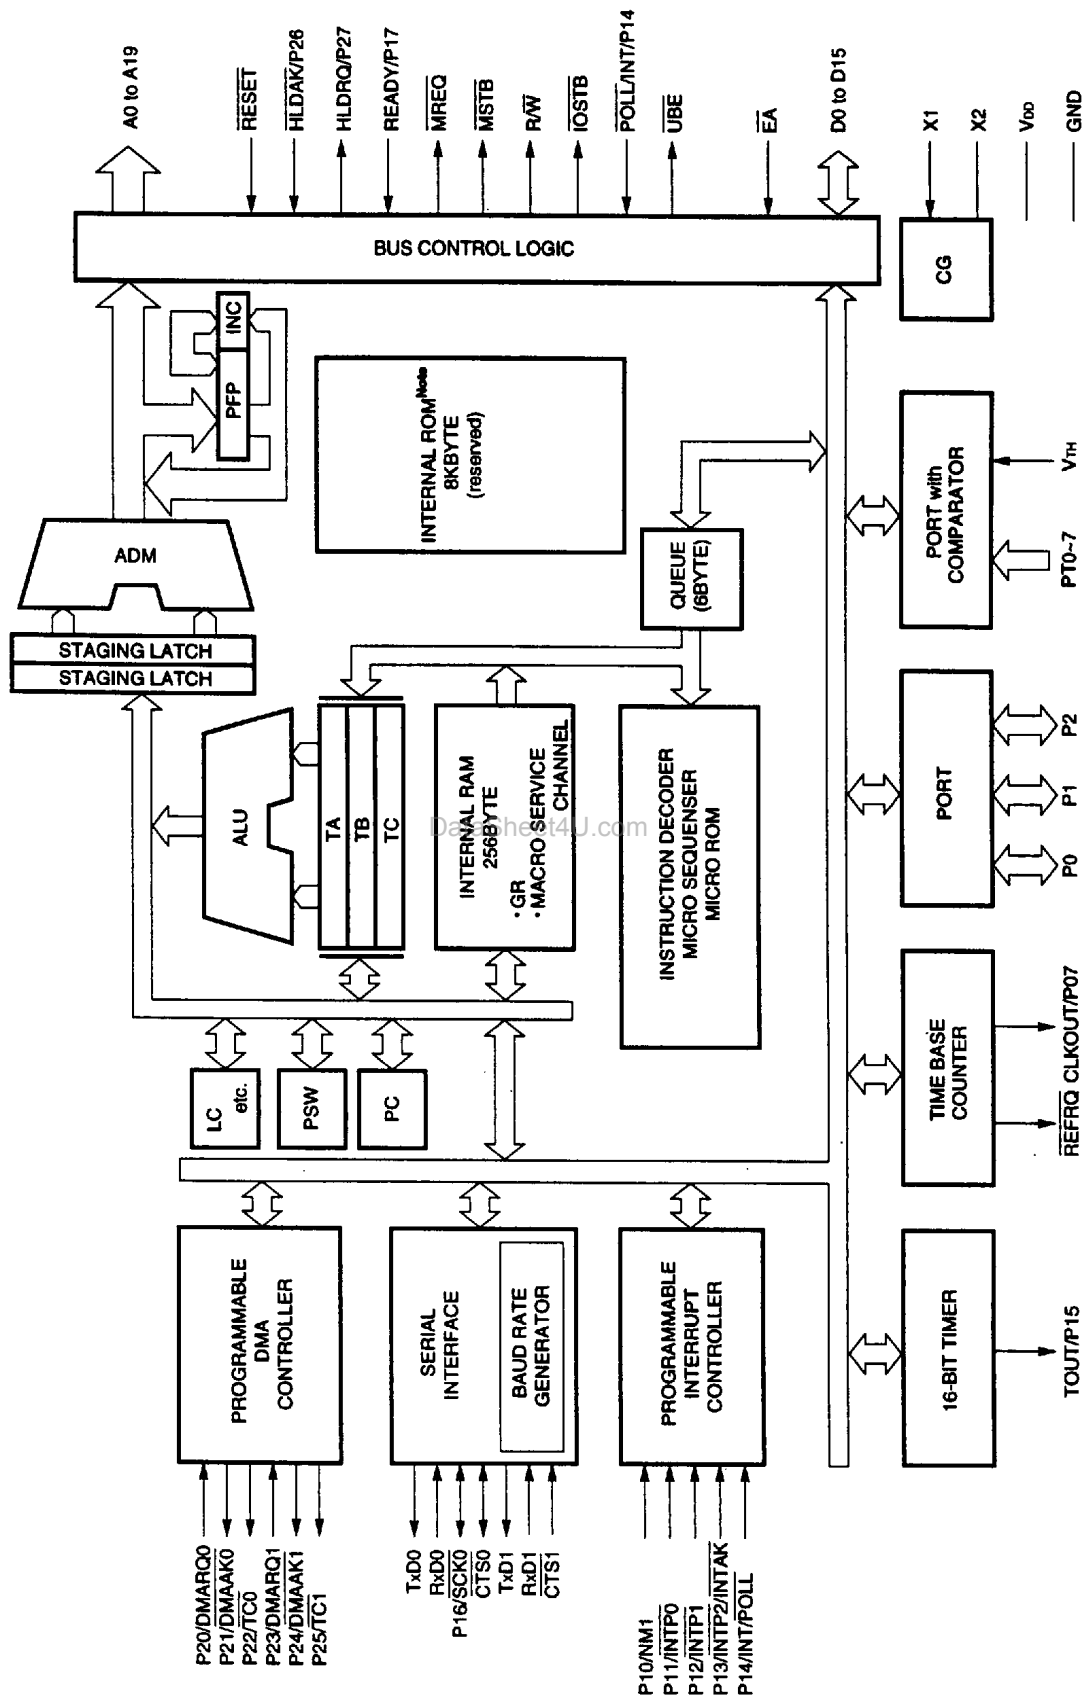 P20/DMARQ0
P21/DMAAK0
P22/TC0
P23/DMARQ1
P24/DMAAK1
P25/TC1
PROGRAMMABLE
DMA
CONTROLLER
LC
etc.
PSW
PC
ALU
TA
TB
TC
STAGING LATCH
STAGING LATCH
ADM
PFP
INC
INTERNAL ROM Note
8KBYTE
(reserved)
BUS CONTROL LOGIC
A0 to A19
RESET
HLDAK/P26
HLDRQ/P27
READY/P17
MREQ
MSTB
R/W
IOSTB
POLL/INT/P14
UBE
EA
D0 to D15
TxD0
RxD0
P16/SCK0
CTS0
TxD1
RxD1
CTS1
SERIAL
INTERFACE
BAUD RATE
GENERATOR
INTERNAL RAM
256BYTE
·GR
·MACRO SERVICE
CHANNEL
QUEUE
(6BYTE)
P10/NM1
P11/INTP0
P12/INTP1
P13/INTP2/INTAK
P14/INT/POLL
PROGRAMMABLE
INTERRUPT
CONTROLLER
INSTRUCTION DECODER
MICRO SEQUENSER
MICRO ROM
16-BIT TIMER
TIME BASE
COUNTER
PORT
PORT with
COMPARATOR
CG
X1
X2
VDD
GND
TOUT/P15
REFRQ CLKOUT/P07
P0
P1
P2
PT0~7
VTH
DataSheet4U.com